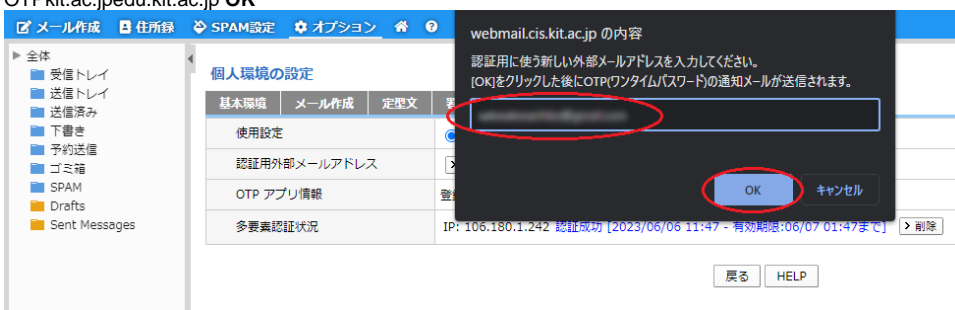 OTPkit.ac.jpedu.kit.ac.jp OK
メール作成 住所録 SPAM設定 オプション
全体
受信トレイ
送信トレイ
送信済み
下書き
予約送信
ゴミ箱
SPAM
Drafts
Sent Messages
個人環境の設定
基本環境 メール作成 定型文
使用設定
認証用外部メールアドレス
OTP アプリ情報
多要素認証状況 IP: 106.180.1.242 認証成功 [2023/06/06 11:47 - 有効期限:06/07 01:47まで] 削除
戻る HELP
webmail.cis.kit.ac.jp の内容
認証用に使う新しい外部メールアドレスを入力してください。
[OK]をクリックした後にOTP(ワンタイムパスワード)の通知メールが送信されます。
OK キャンセル